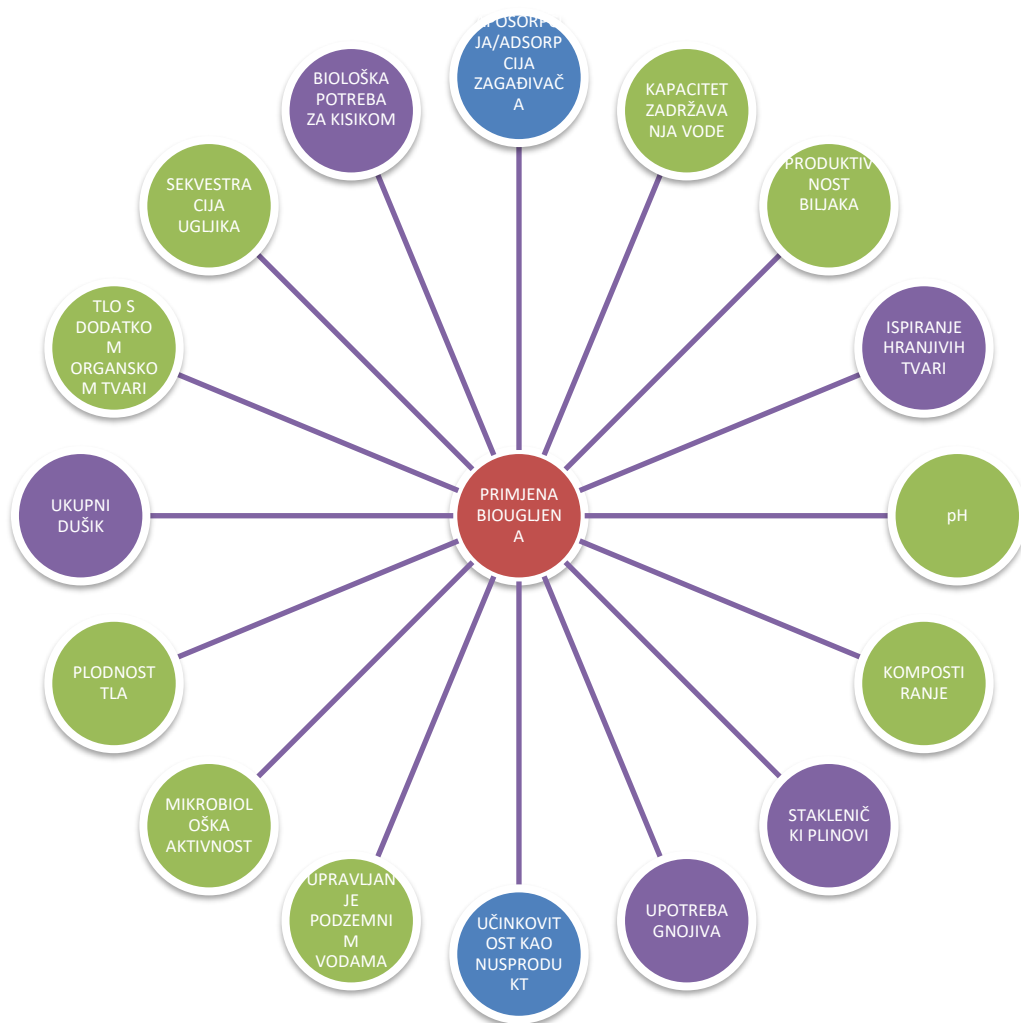 JA/ADSORP
CIJA
ZAGAĐIVAČ
A
KAPACITET
ZADRŽAVA
NJA VODE
PRODUKTIV
NOST
BILJAKA
ISPIRANJE
HRANJIVIH
TVARI
pH
KOMPOSTI
RANJE
STAKLENIČ
KI PLINOVI
UPOTREBA
GNOJIVA
UČINKOVIT
OST KAO
NUSPRODU
KT
UPRAVLJAN
JE
PODZEMNI
M
VODAMA
MIKROBIOL
OŠKA
AKTIVNOST
PLODNOST
TLA
UKUPNI
DUŠIK
TLO S
DODATKO
M
ORGANSKO
M TVARI
SEKVESTRA
CIJA
UGLJIKA
BIOLOŠKA
POTREBA
ZA KISIKOM
PRIMJENA
BIOUGLJEN
A